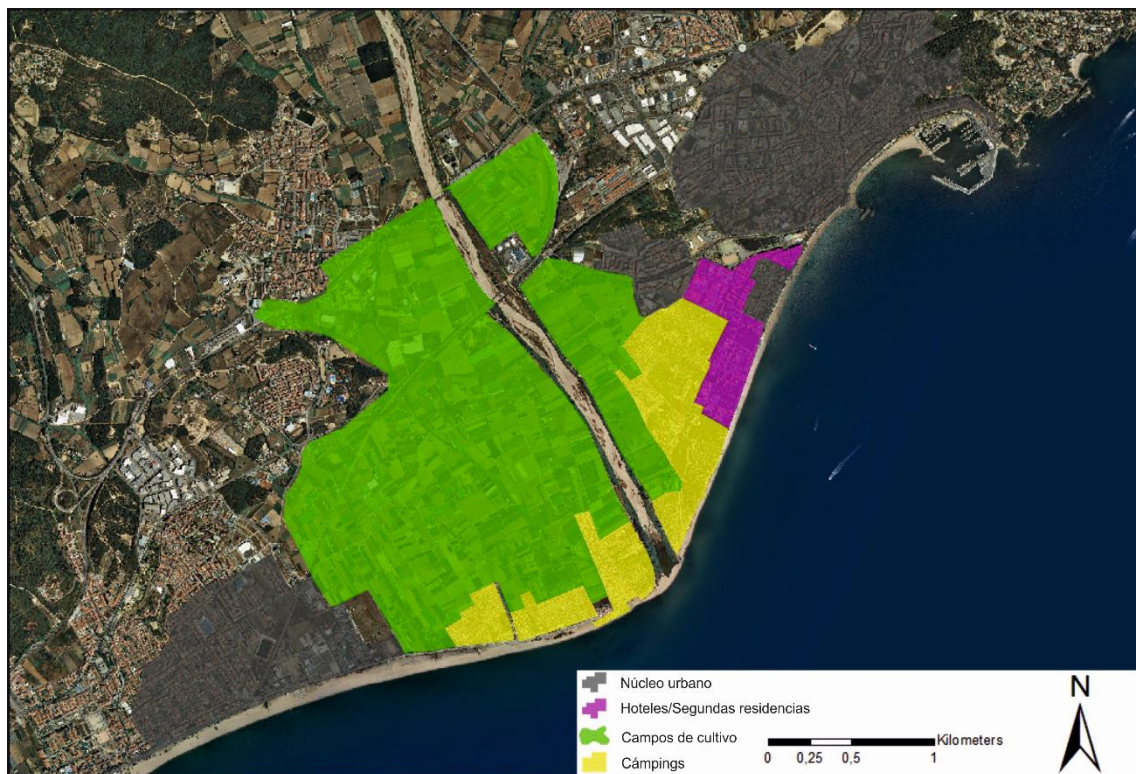 Núcleo urbano
Hoteles/Segundas residencias
Campos de cultivo
Cámpings
0 0,25 0,5 1
Kilometers
N